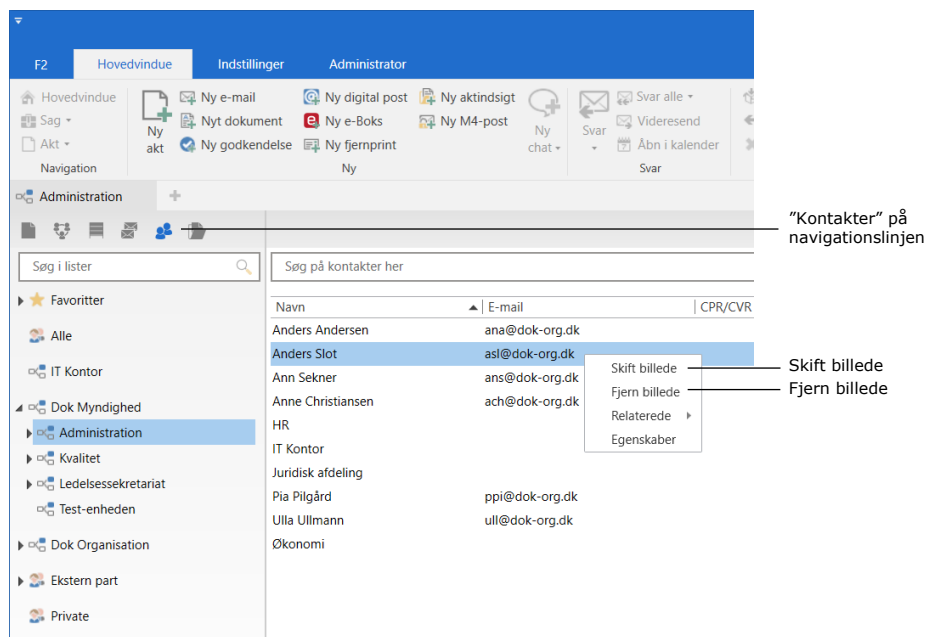 F2 Hovedvindue Indstillinger Administrator
Hovedvindue
Sag
Akt
Navigation
Ny
akt
Ny e-mail
Nyt dokument
Ny godkendelse
Ny digital post
Ny e-Boks
Ny fjernprint
Ny aktindsigt
Ny M4-post
Ny
chat
Ny
Svar
Svar alle
Videresend
Åbn i kalender
Svar
Administration
"Kontakter" på
navigationslinjen
Søg i lister
Søg på kontakter her
Favoritter
Alle
IT Kontor
Dok Myndighed
Administration
Kvalitet
Ledelsessekretariat
Test-enheden
Dok Organisation
Ekstern part
Private
Navn E-mail CPR/CVR
Anders Andersen ana@dok-org.dk
Anders Slot asl@dok-org.dk
Ann Sekner ans@dok-org.dk
Anne Christiansen ach@dok-org.dk
HR
IT Kontor
Juridisk afdeling
Pia Pilgård ppi@dok-org.dk
Ulla Ullmann ull@dok-org.dk
Økonomi
Skift billede
Fjern billede
Relaterede
Egenskaber
Skift billede
Fjern billede